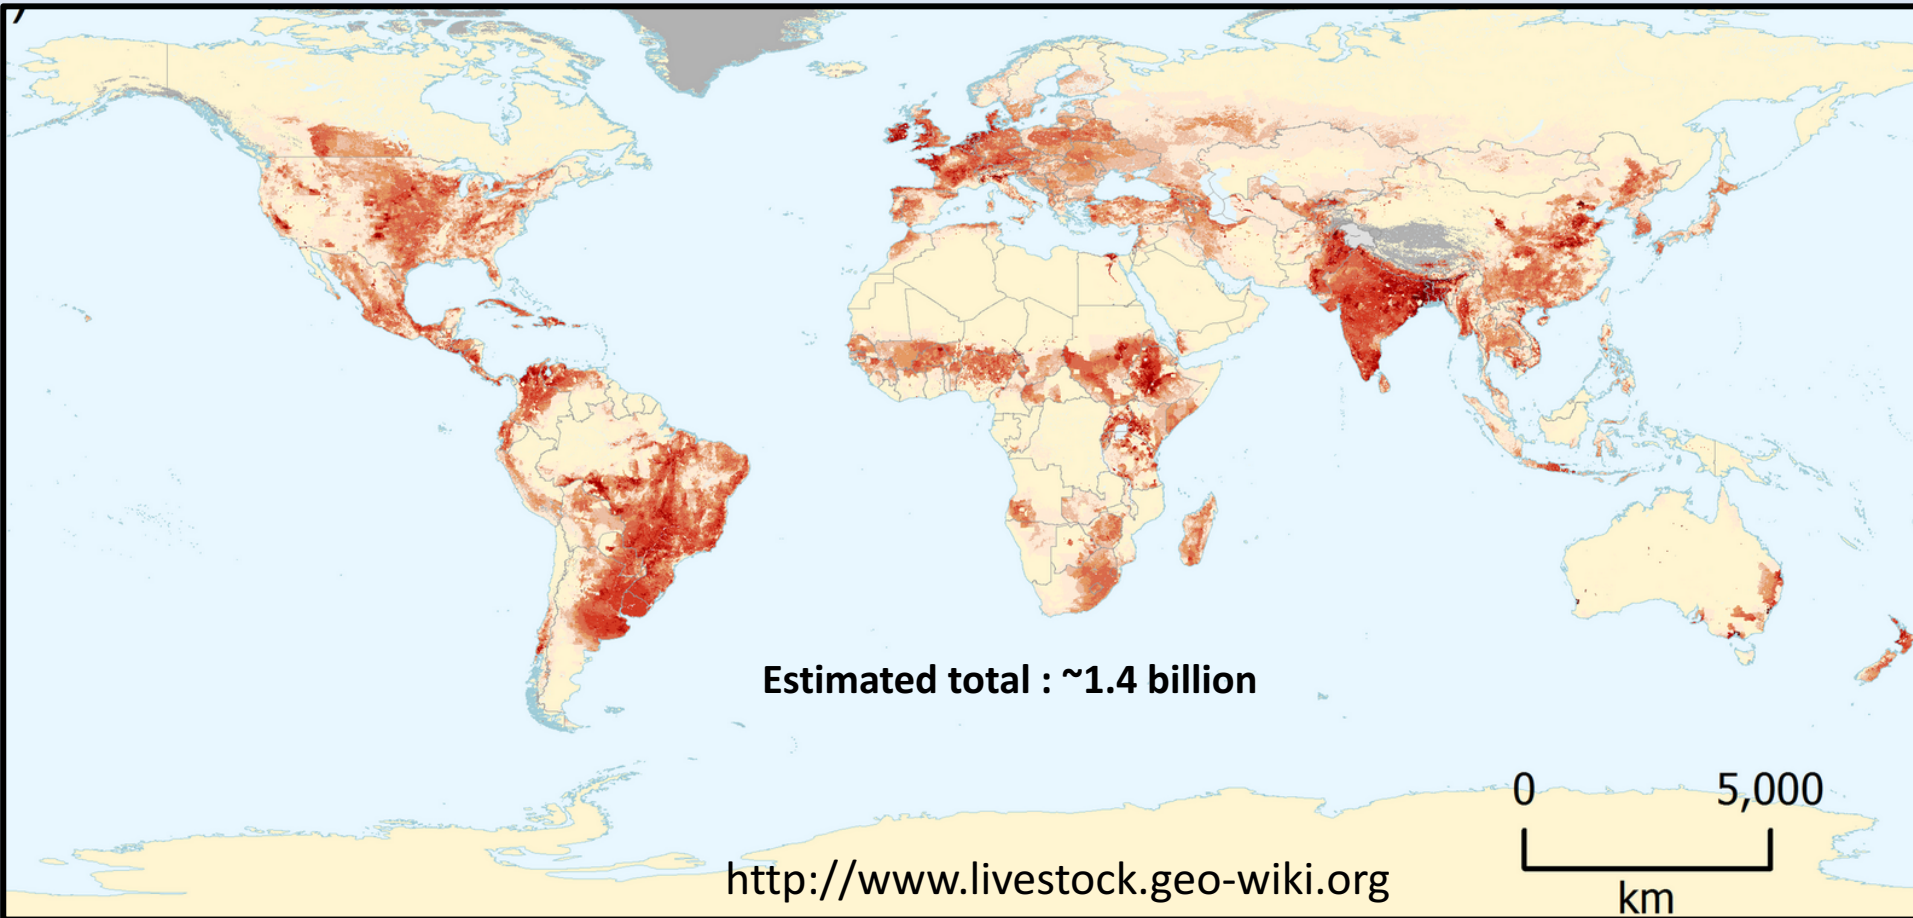 Estimated total : ~1.4 billion
0 5,000
http://www.livestock.geo-wiki.org
km